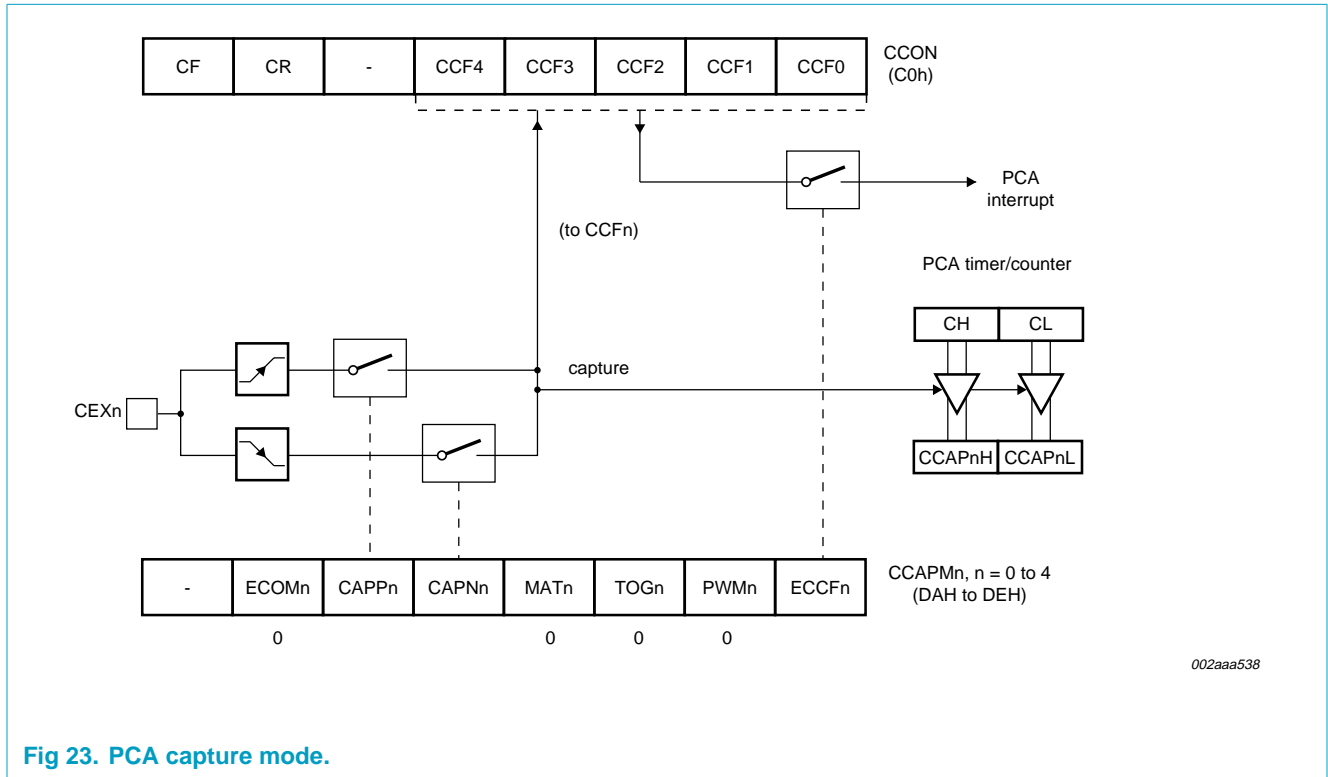 CF CR - CCF4 CCF3 CCF2 CCF1 CCF0
CCON
(C0h)
PCA
interrupt
(to CCFn)
PCA timer/counter
CH CL
capture
CEXn
CCAPnH CCAPnL
- ECOMn CAPPn CAPNn MATn TOGn PWMn ECCFn
CCAPMn, n = 0 to 4
(DAH to DEH)
0 0 0 0
002aaa538
Fig 23. PCA capture mode.